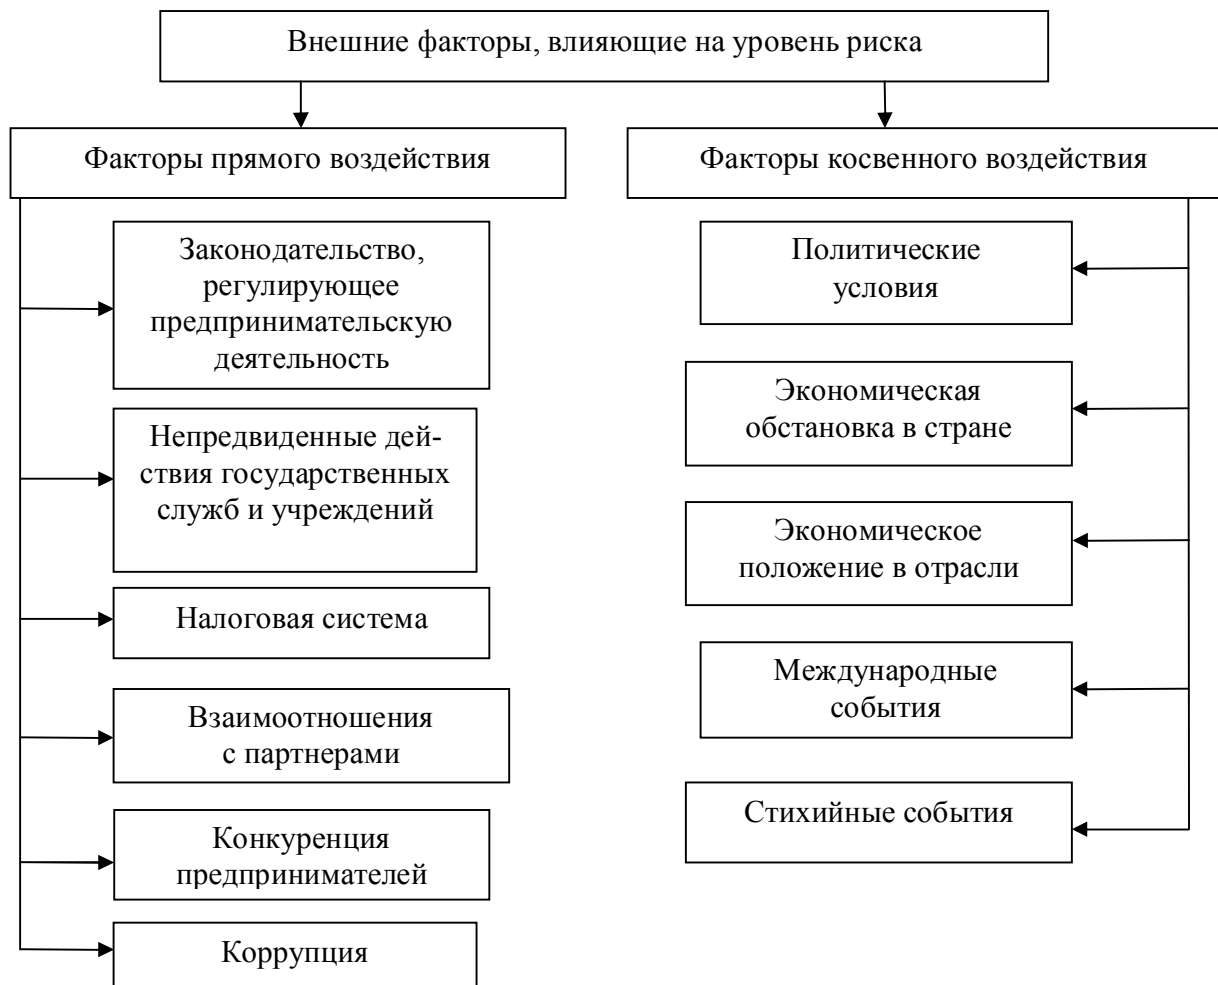 Внешние факторы, влияющие на уровень риска
Факторы прямого воздействия
Законодательство,
регулирующее
предпринимательскую
деятельность
Непредвиденные дей-
ствия государственных
служб и учреждений
Налоговая система
Взаимоотношения
с партнерами
Конкуренция
предпринимателей
Коррупция
Факторы косвенного воздействия
Политические
условия
Экономическая
обстановка в стране
Экономическое
положение в отрасли
Международные
события
Стихийные события